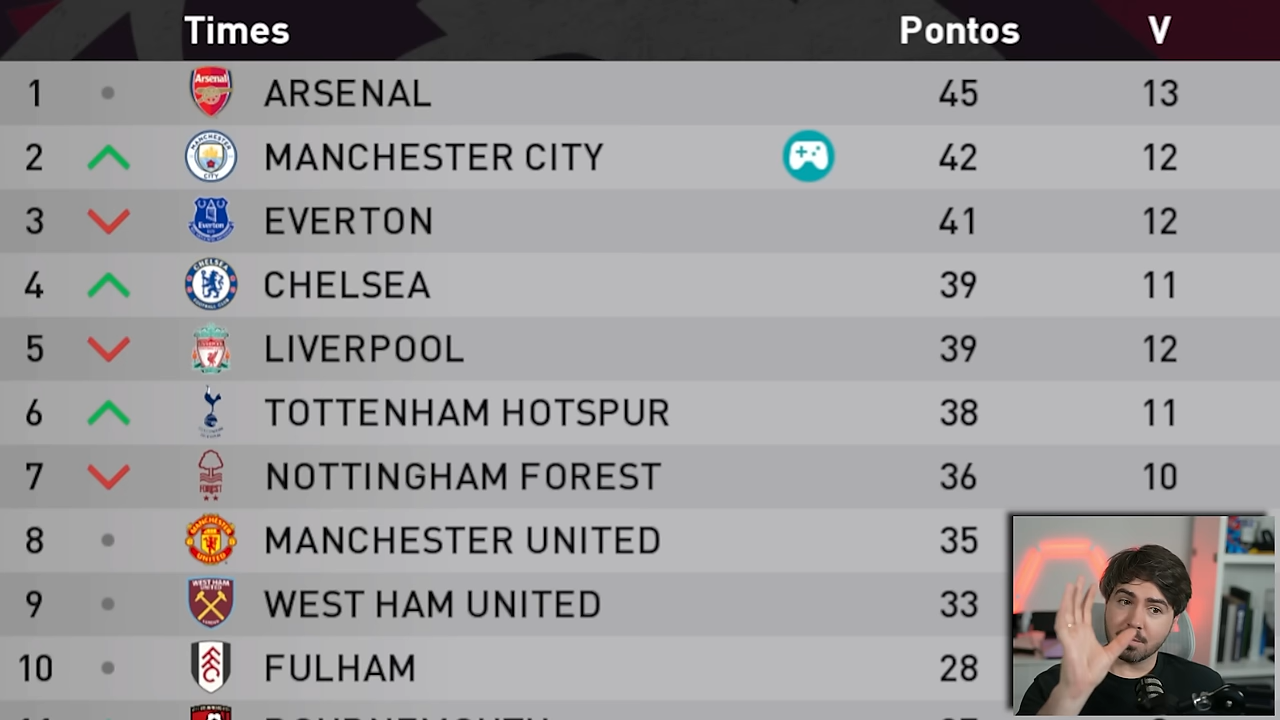 Times Pontos V
1 ARSENAL 45 13
2 MANCHESTER CITY 42 12
3 EVERTON 41 12
4 CHELSEA 39 11
5 LIVERPOOL 39 12
6 TOTTENHAM HOTSPUR 38 11
7 NOTTINGHAM FOREST 36 10
8 MANCHESTER UNITED 35
9 WEST HAM UNITED 33
10 FULHAM 28